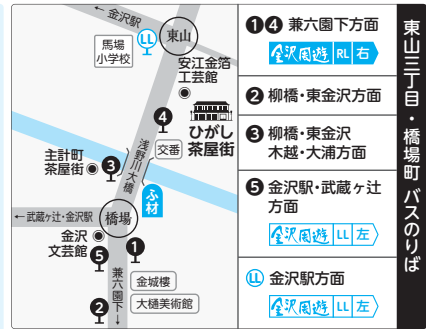 ← 金沢駅
東山
LL
馬場
小学校
安江金箔
工芸館
4
ひがし
茶屋街
浅野川大橋
交番
主計町
茶屋街
3
ふ材
← 武蔵ヶ辻・金沢駅
橋場
金沢
文芸館
5
1
兼六園下→
金城樓
大樋美術館
2
1 4 兼六園下方面
金沢周遊 RL 右
2 柳橋・東金沢方面
3 柳橋・東金沢
木越・大浦方面
5 金沢駅・武蔵ヶ辻
方面
金沢周遊 LL 左
LL 金沢駅方面
金沢周遊 LL 左
東山三丁目・橋場町 バスのりば